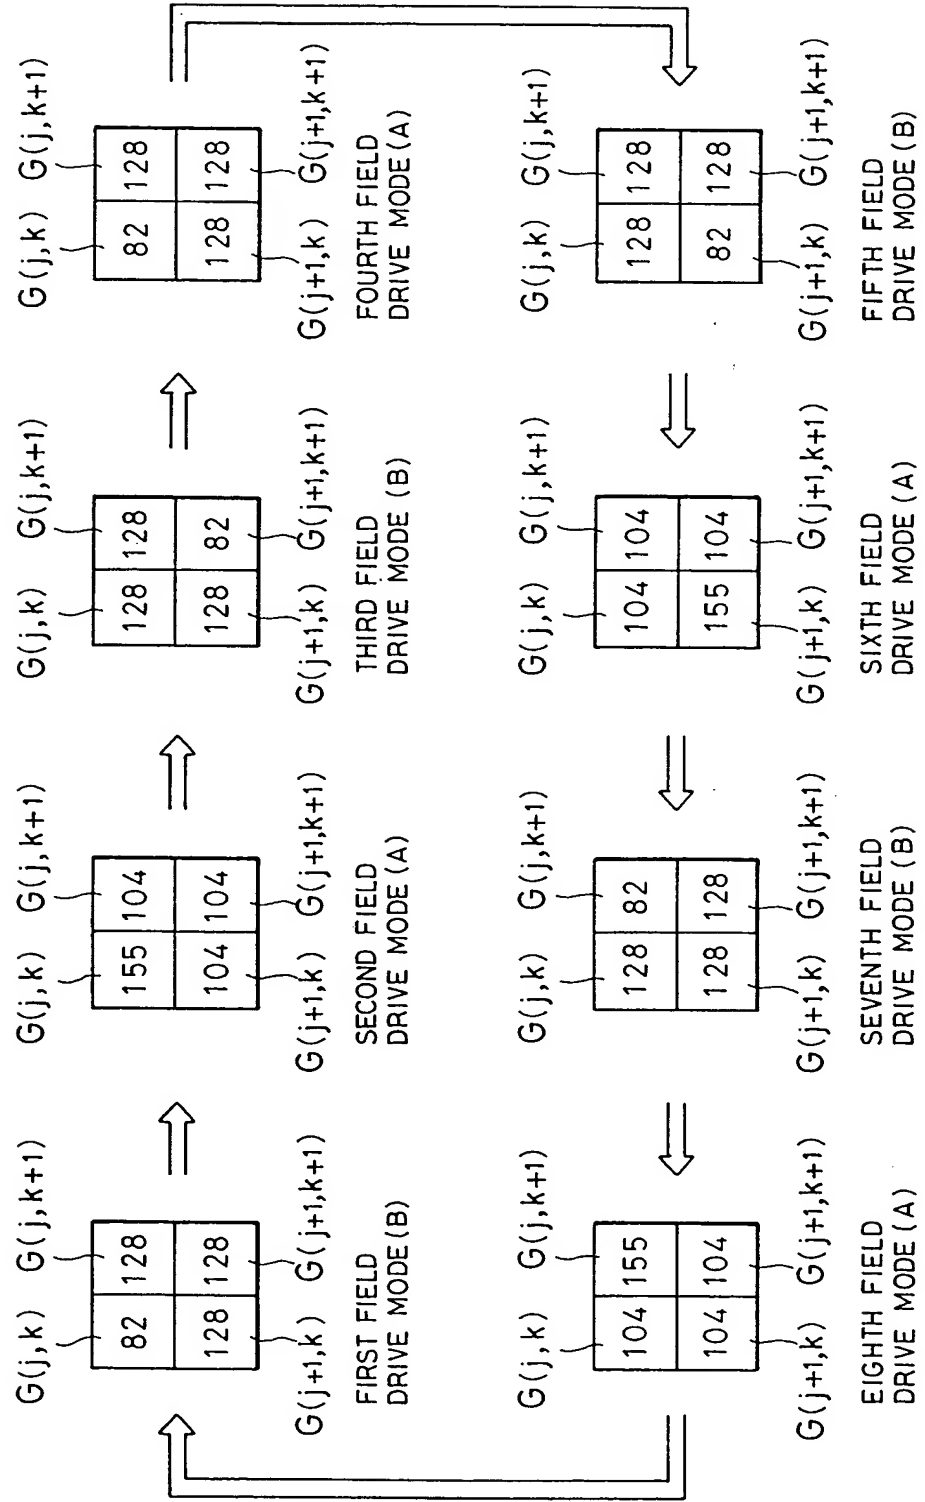 G(j,k) G(j,k+1)
82 128
128 128
G(j+1,k) G(j+1,k+1)
FIRST FIELD
DRIVE MODE(B)
G(j,k) G(j,k+1)
155 104
104 104
G(j+1,k) G(j+1,k+1)
SECOND FIELD
DRIVE MODE(A)
G(j,k) G(j,k+1)
128 128
128 82
G(j+1,k) G(j+1,k+1)
THIRD FIELD
DRIVE MODE(B)
G(j,k) G(j,k+1)
82 128
128 128
G(j+1,k) G(j+1,k+1)
FOURTH FIELD
DRIVE MODE(A)
G(j,k) G(j,k+1)
104 155
104 104
G(j+1,k) G(j+1,k+1)
EIGHTH FIELD
DRIVE MODE(A)
G(j,k) G(j,k+1)
128 82
128 128
G(j+1,k) G(j+1,k+1)
SEVENTH FIELD
DRIVE MODE(B)
G(j,k) G(j,k+1)
104 104
155 104
G(j+1,k) G(j+1,k+1)
SIXTH FIELD
DRIVE MODE(A)
G(j,k) G(j,k+1)
128 128
82 128
G(j+1,k) G(j+1,k+1)
FIFTH FIELD
DRIVE MODE(B)